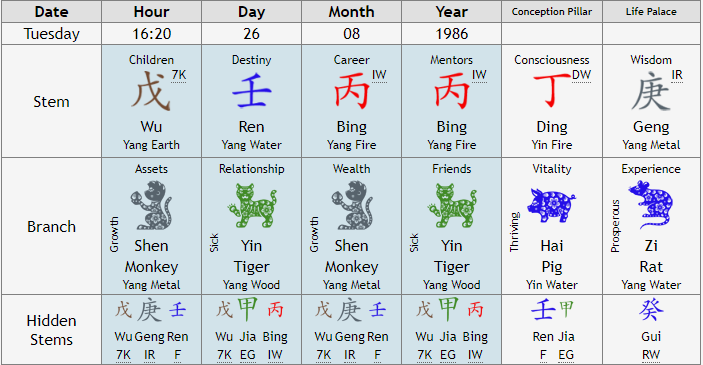 Date Hour Day Month Year Conception Pillar Life Palace
Tuesday 16:20 26 08 1986
Stem
Children Destiny Career Mentors Consciousness Wisdom
戊 7K 壬 丙 IW 丙 IW 丁 DW 庚 IR
Wu Ren Bing Bing Ding Geng
Yang Earth Yang Water Yang Fire Yang Fire Yin Fire Yang Metal
Branch
Assets Relationship Wealth Friends Vitality Experience
Growth Sick Growth Sick Thriving Prosperous
Shen Yin Shen Yin Hai Zi
Monkey Tiger Monkey Tiger Pig Rat
Yang Metal Yang Wood Yang Metal Yang Wood Yin Water Yang Water
Hidden Stems
戊 庚 壬 戊 甲 丙 戊 庚 壬 戊 甲 丙 壬 甲 癸
Wu Geng Ren Wu Jia Bing Wu Geng Ren Wu Jia Bing Ren Jia Gui
7K IR F 7K EG IW 7K IR F 7K EG IW F EG RW